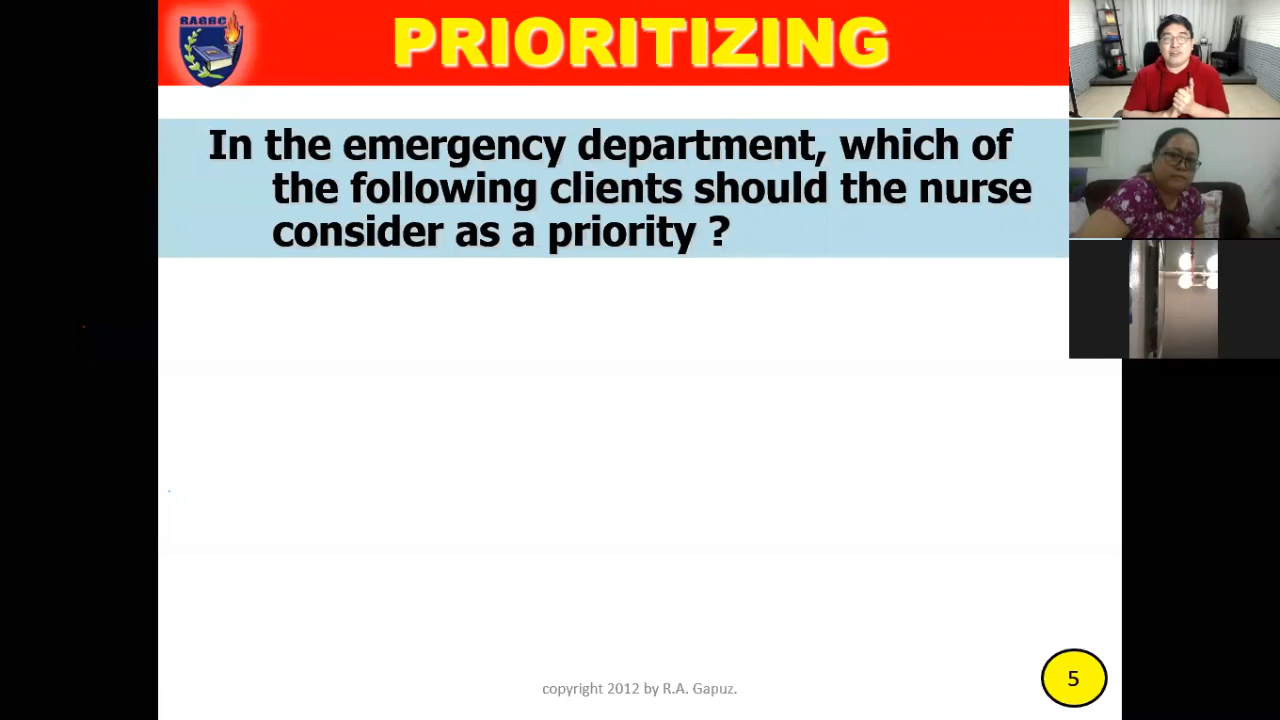 RAGRC
PRIORITIZING
In the emergency department, which of
the following clients should the nurse
consider as a priority ?
copyright 2012 by R.A. Gapuz.
5